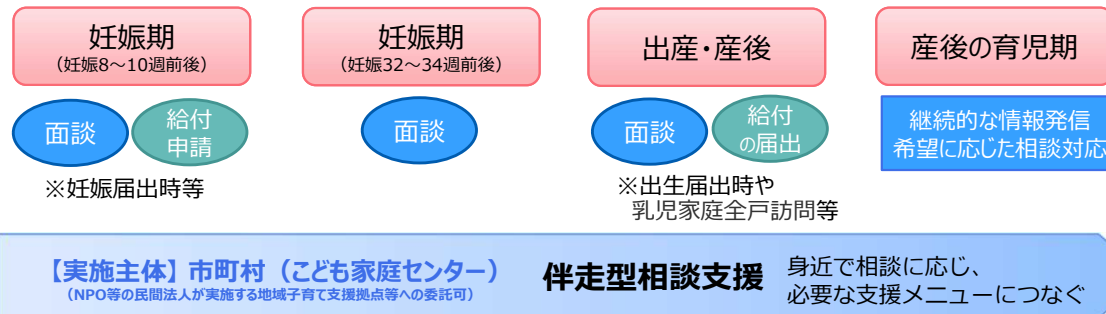 妊娠期
（妊娠8～10週前後）
面談
給付
申請
※妊娠届出時等
妊娠期
（妊娠32～34週前後）
面談
出産・産後
面談
給付
の届出
※出生届出時や
乳児家庭全戸訪問等
産後の育児期
継続的な情報発信
希望に応じた相談対応
【実施主体】市町村（こども家庭センター）
（NPO等の民間法人が実施する地域子育て支援拠点等への委託可）
伴走型相談支援
身近で相談に応じ、
必要な支援メニューにつなぐ